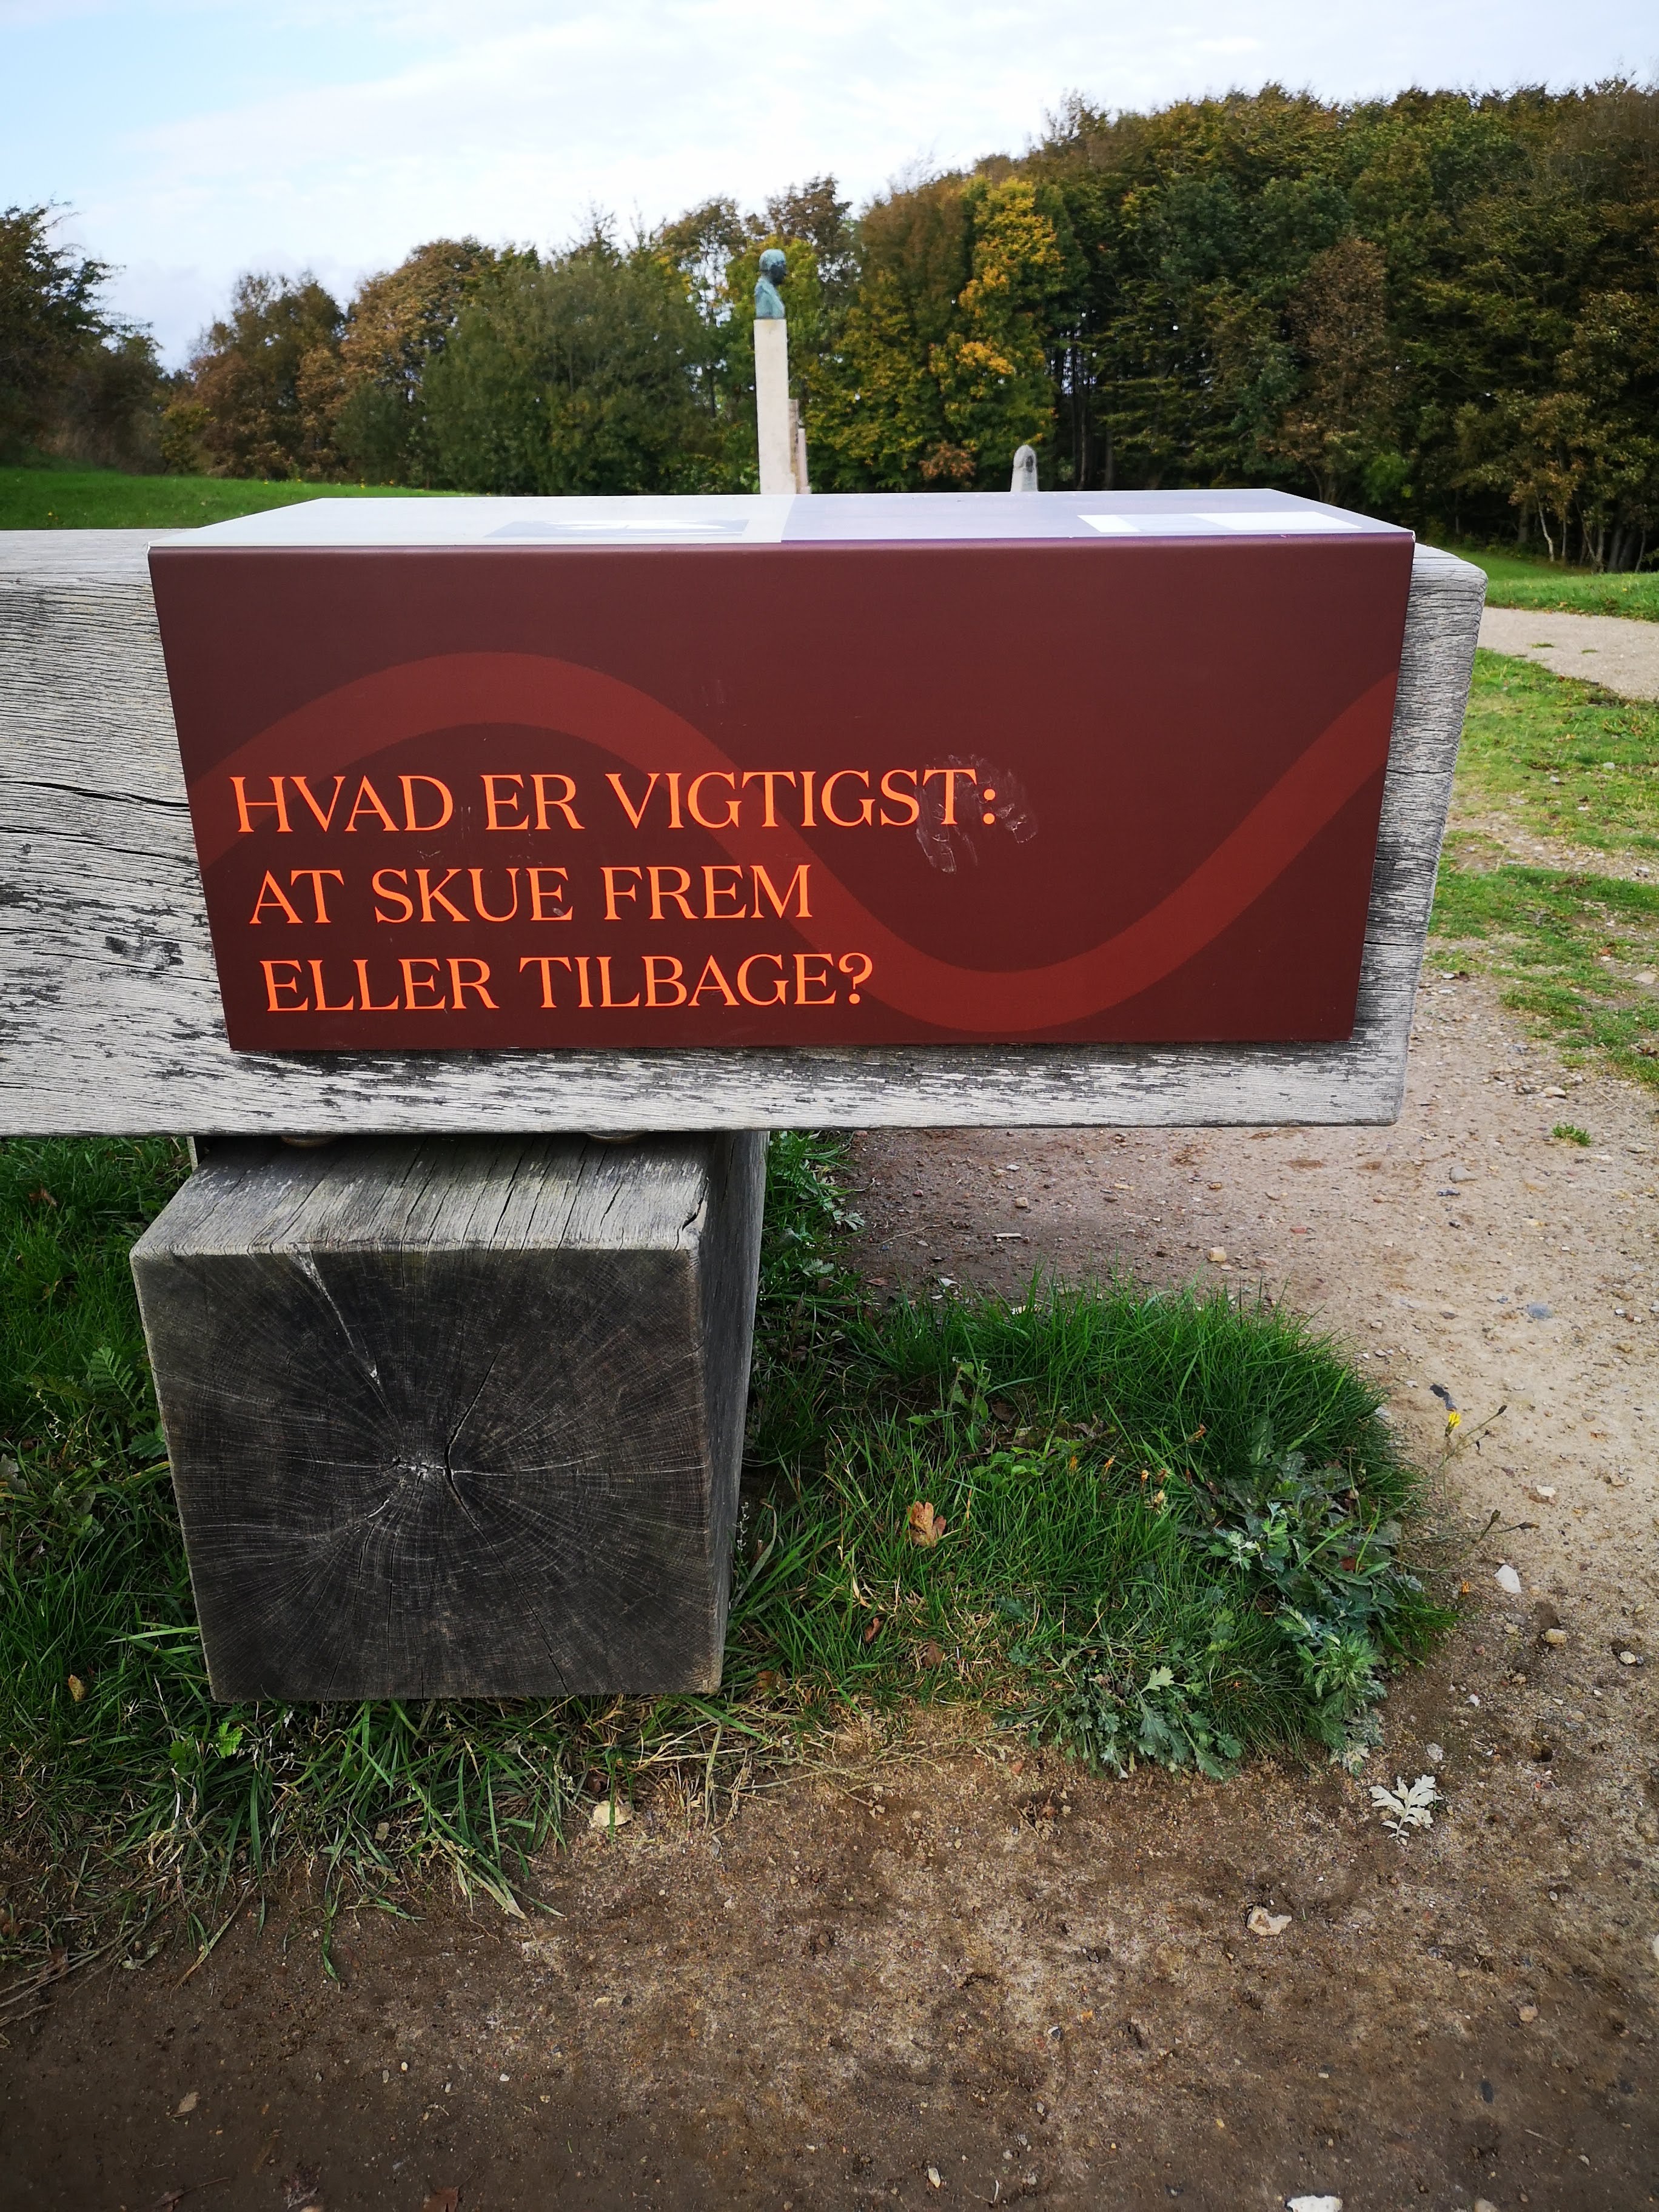 HVAD ER VIGTIGST:
AT SKUE FREM
ELLER TILBAGE?